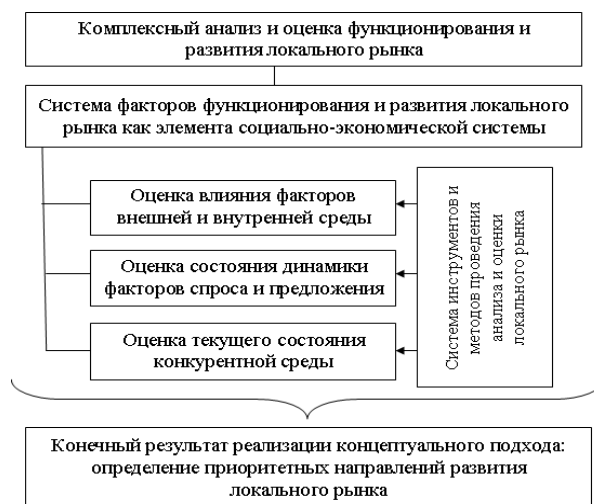 Комплексный анализ и оценка функционирования и
развития локального рынка
Система факторов функционирования и развития локального
рынка как элемента социально-экономической системы
Оценка влияния факторов
внешней и внутренней среды
Оценка состояния динамики
факторов спроса и предложения
Оценка текущего состояния
конкурентной среды
Система инструментов и
методов проведения
анализа и оценки
локального рынка
Конечный результат реализации концептуального подхода:
определение приоритетных направлений развития
локального рынка